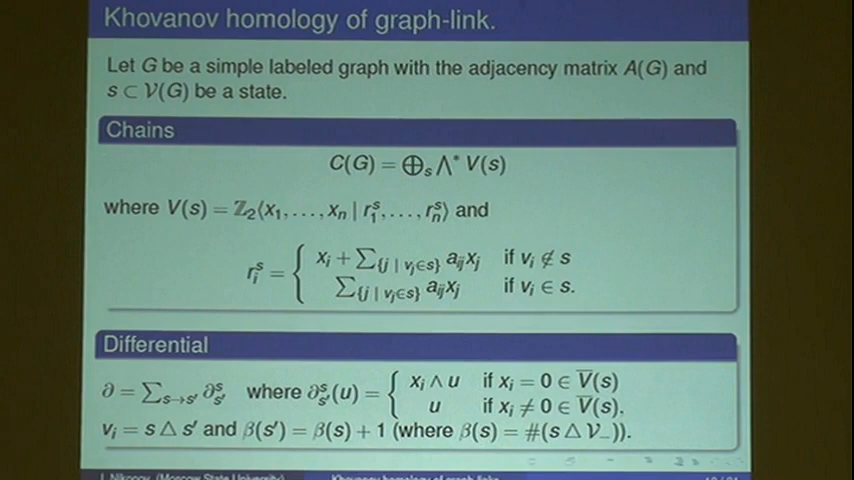 Khovanov homology of graph-link.
Let G be a simple labeled graph with the adjacency matrix A(G) and
s ⊂ 𝒱(G) be a state.
Chains
C(G) = ⊕ₛ ⋀* V(s)
where V(s) = ℤ₂⟨x₁, . . . , xₙ | r₁ˢ, . . . , rₙˢ⟩ and
rᵢˢ = { xᵢ + ∑_{j | vⱼ∈s} aᵢⱼxⱼ if vᵢ ∉ s
∑_{j | vⱼ∈s} aᵢⱼxⱼ if vᵢ ∈ s.
Differential
∂ = ∑_{s→s′} ∂^s_{s′} where ∂^s_{s′}(u) = { xᵢ ∧ u if xᵢ = 0 ∈ V̅(s)
u if xᵢ ≠ 0 ∈ V̅(s),
vᵢ = s △ s′ and β(s′) = β(s) + 1 (where β(s) = #(s △ 𝒱₋)).
I. Nikonov (Moscow State University) Khovanov homology of graph-links